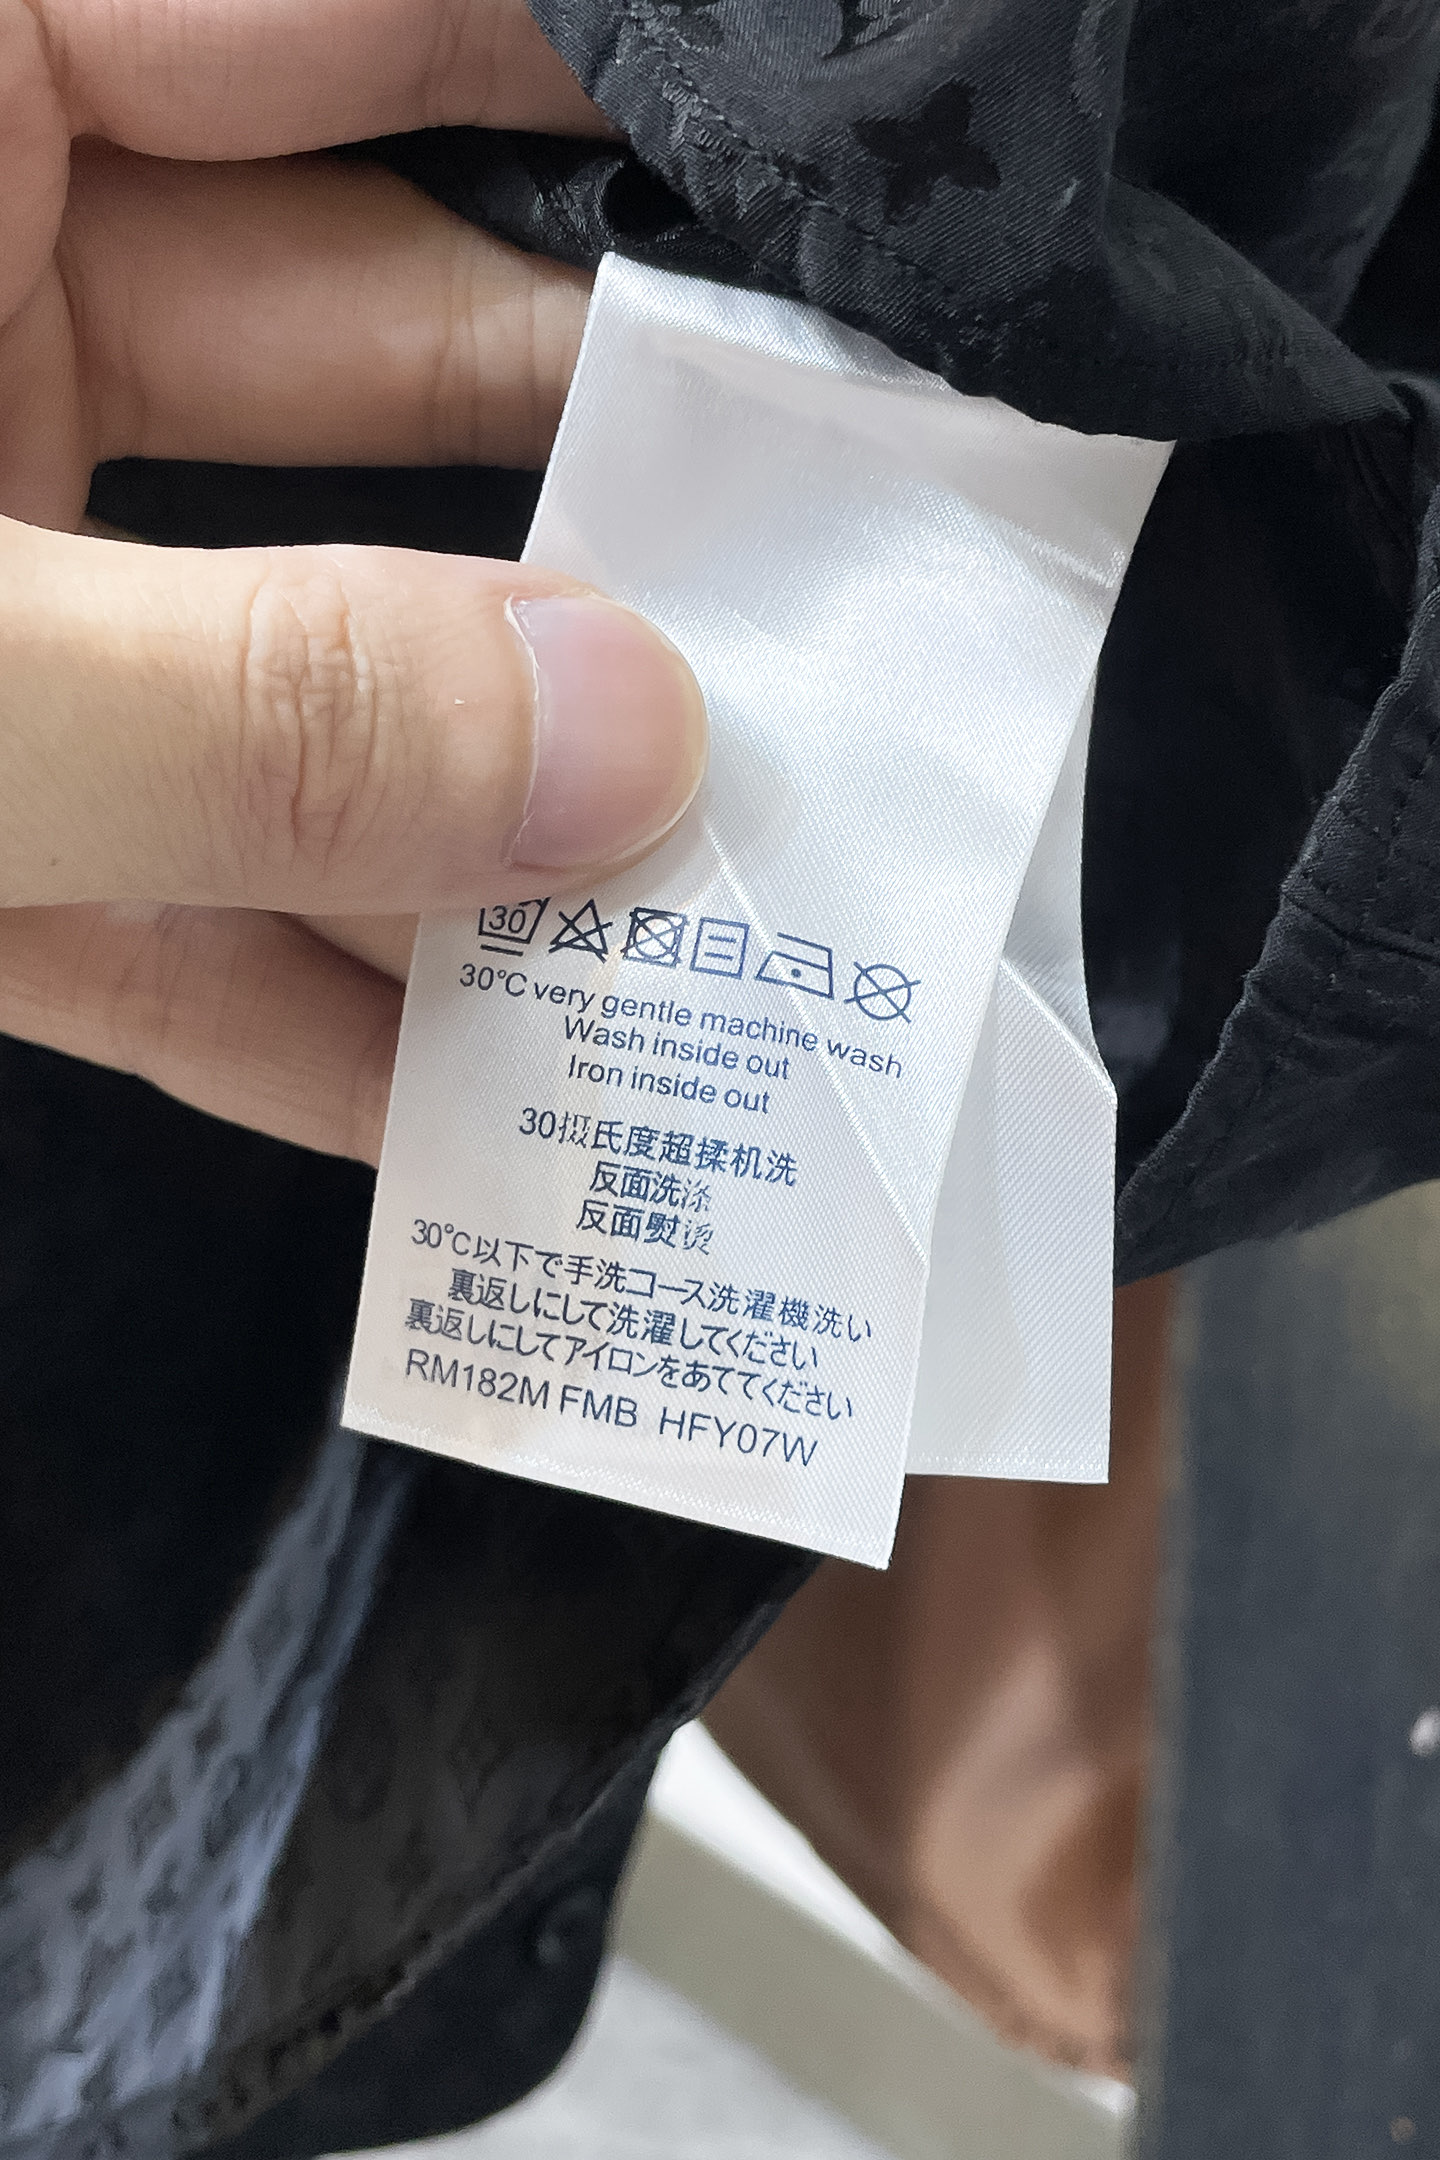 30
30°C very gentle machine wash
Wash inside out
Iron inside out
30摄氏度超揉机洗
反面洗涤
反面熨烫
30°C以下で手洗コース洗濯機洗い
裏返しにして洗濯してください
裏返しにしてアイロンをあててください
RM182M FMB HFY07W